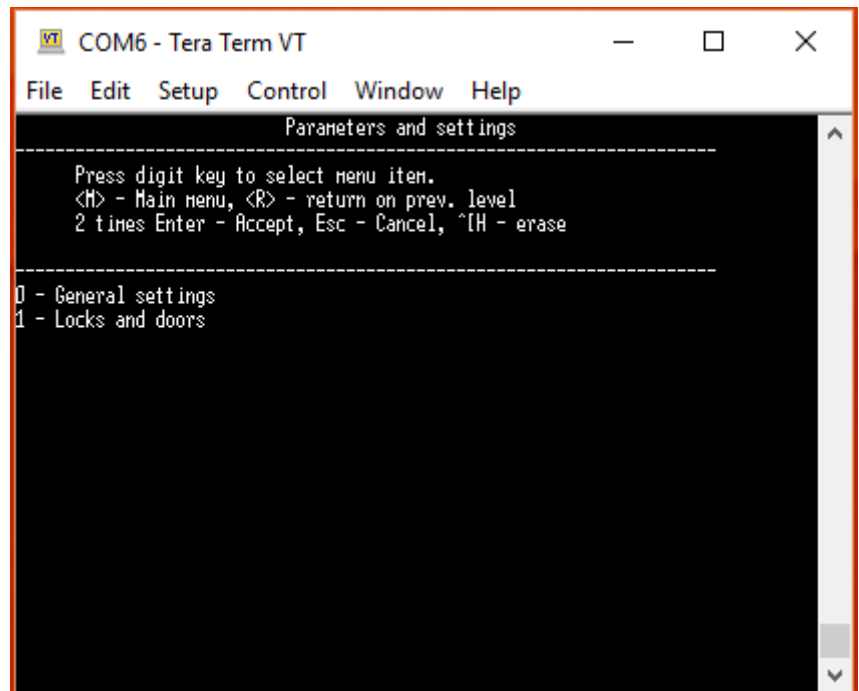 COM6 - Tera Term VT
File Edit Setup Control Window Help
Parameters and settings
----------------------------------------------------------------------
Press digit key to select menu item.
<M> - Main menu, <R> - return on prev. level
2 times Enter - Accept, Esc - Cancel, ^[H - erase
----------------------------------------------------------------------
0 - General settings
1 - Locks and doors